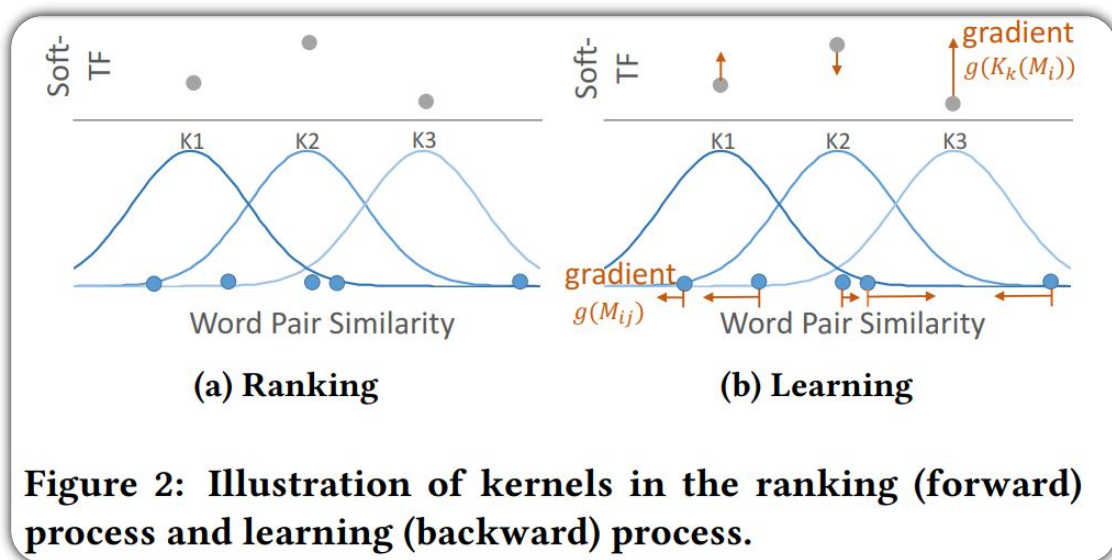 Soft-
TF
K1 K2 K3
Word Pair Similarity
(a) Ranking
Soft-
TF
gradient
g(K_k(M_i))
K1 K2 K3
gradient
g(M_ij)
Word Pair Similarity
(b) Learning
Figure 2: Illustration of kernels in the ranking (forward)
process and learning (backward) process.